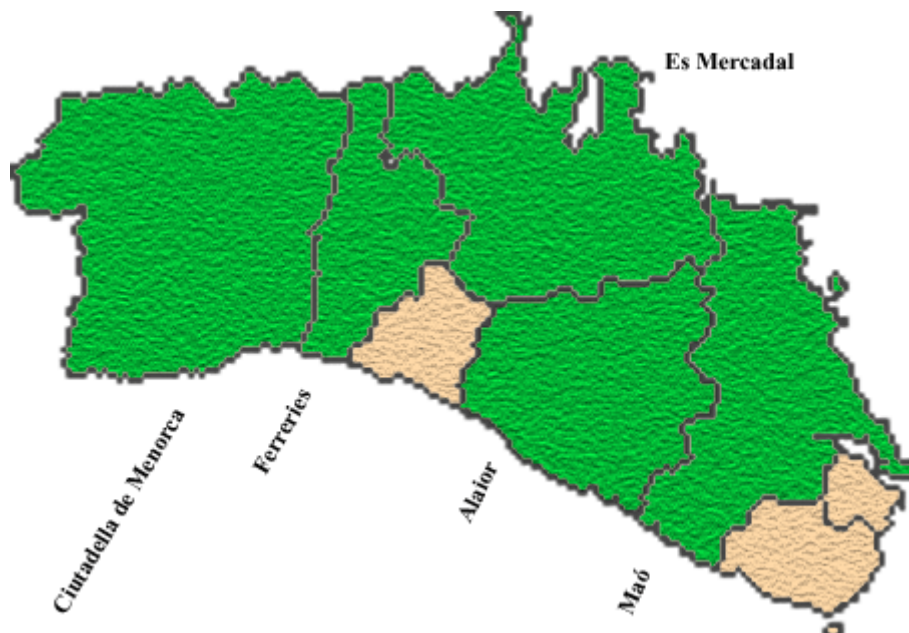 Es Mercadal
Ciutadella de Menorca
Ferreries
Alaior
Maó